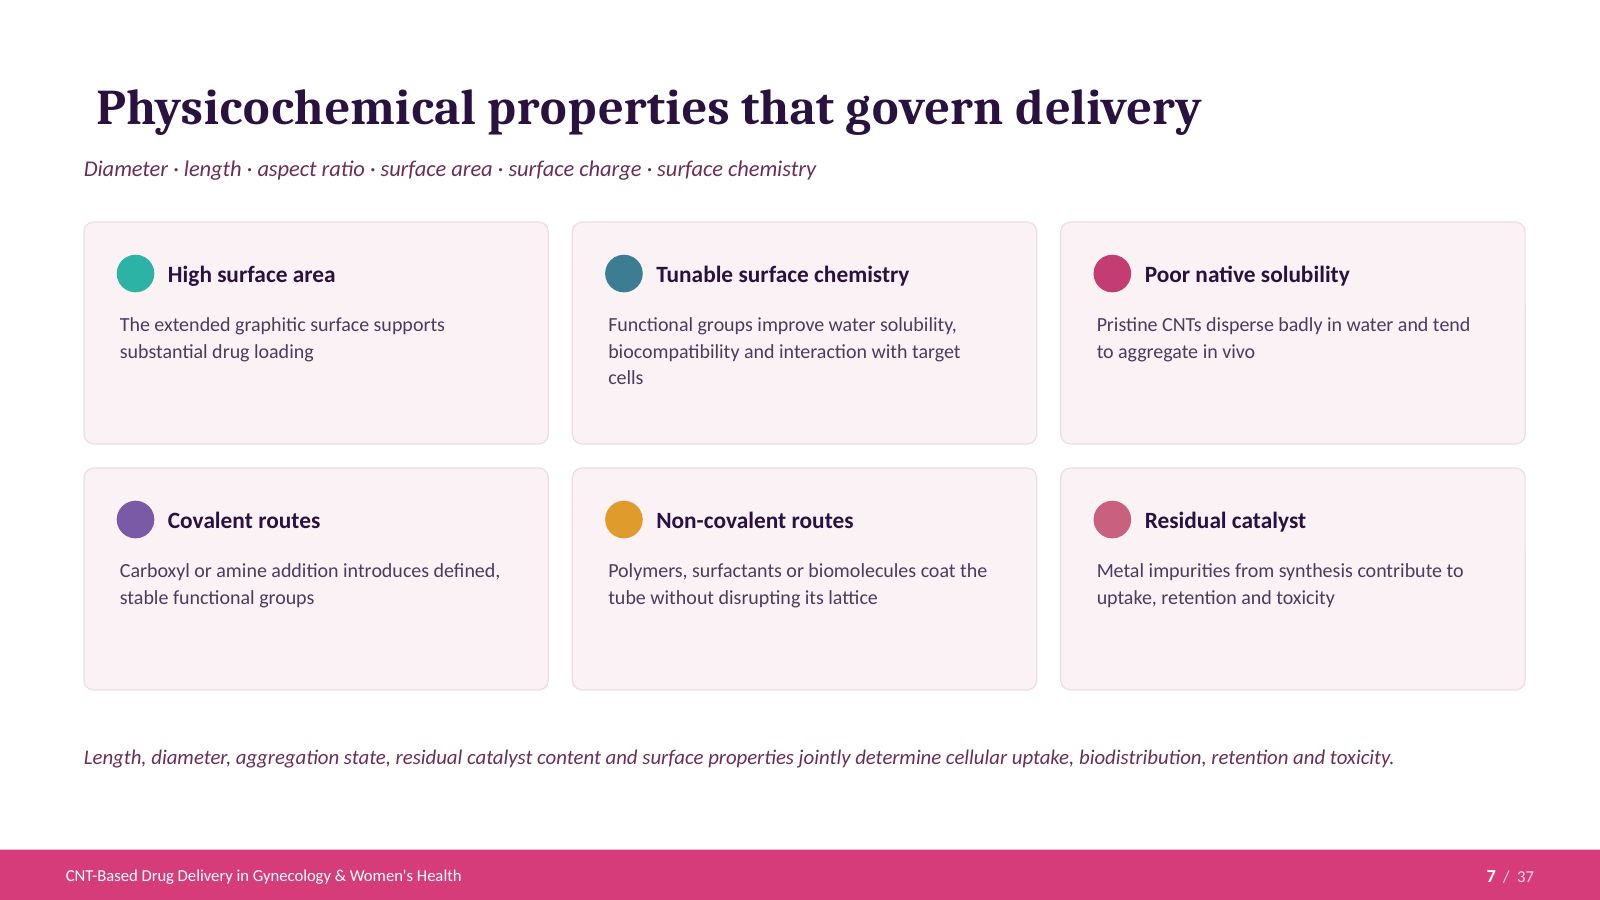 Physicochemical properties that govern delivery
Diameter · length · aspect ratio · surface area · surface charge · surface chemistry
High surface area
The extended graphitic surface supports
substantial drug loading
Tunable surface chemistry
Functional groups improve water solubility,
biocompatibility and interaction with target
cells
Poor native solubility
Pristine CNTs disperse badly in water and tend
to aggregate in vivo
Covalent routes
Carboxyl or amine addition introduces defined,
stable functional groups
Non-covalent routes
Polymers, surfactants or biomolecules coat the
tube without disrupting its lattice
Residual catalyst
Metal impurities from synthesis contribute to
uptake, retention and toxicity
Length, diameter, aggregation state, residual catalyst content and surface properties jointly determine cellular uptake, biodistribution, retention and toxicity.
CNT-Based Drug Delivery in Gynecology & Women's Health
7 / 37